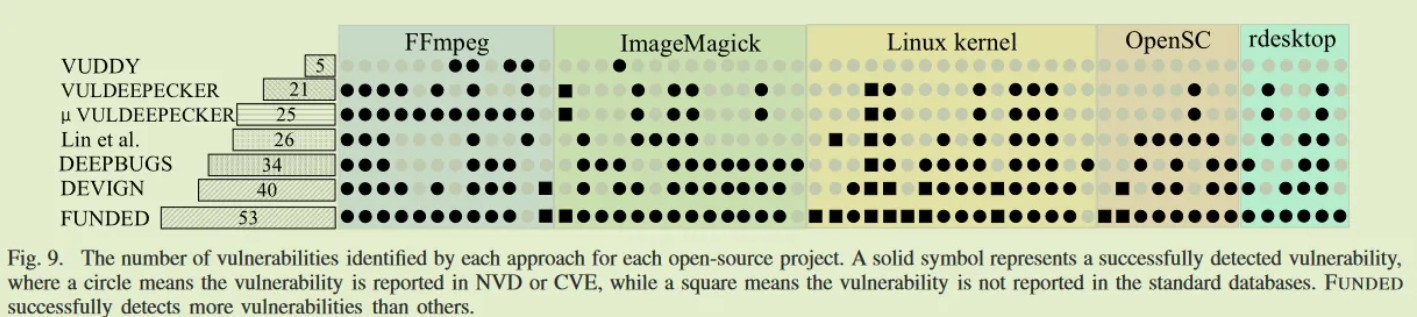 FFmpeg ImageMagick Linux kernel OpenSC rdesktop
VUDDY 5
VULDEEPECKER 21
µ VULDEEPECKER 25
Lin et al. 26
DEEPBUGS 34
DEVIGN 40
FUNDED 53
Fig. 9. The number of vulnerabilities identified by each approach for each open-source project. A solid symbol represents a successfully detected vulnerability,
where a circle means the vulnerability is reported in NVD or CVE, while a square means the vulnerability is not reported in the standard databases. FUNDED
successfully detects more vulnerabilities than others.